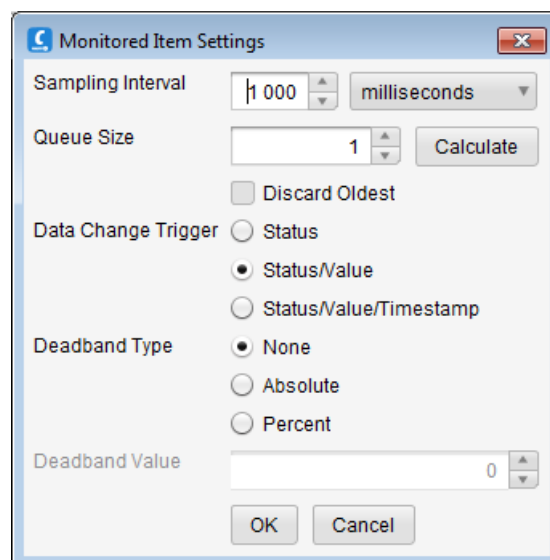 Monitored Item Settings
Sampling Interval 1 000 milliseconds
Queue Size 1 Calculate
Discard Oldest
Data Change Trigger Status
Status/Value
Status/Value/Timestamp
Deadband Type None
Absolute
Percent
Deadband Value 0
OK Cancel